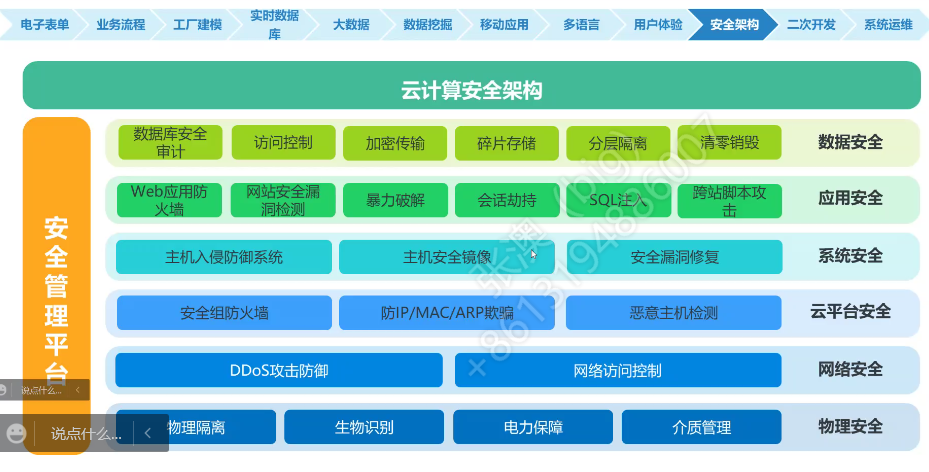 电子表单
业务流程
工厂建模
实时数据
库
大数据
数据挖掘
移动应用
多语言
用户体验
安全架构
二次开发
系统运维
云计算安全架构
安全管理平台
数据库安全
审计
访问控制
加密传输
碎片存储
分层隔离
清零销毁
数据安全
Web应用防
火墙
网站安全漏
洞检测
暴力破解
会话劫持
SQL注入
跨站脚本攻
击
应用安全
主机入侵防御系统
主机安全镜像
安全漏洞修复
系统安全
安全组防火墙
防IP/MAC/ARP欺骗
恶意主机检测
云平台安全
DDoS攻击防御
网络访问控制
网络安全
物理隔离
生物识别
电力保障
介质管理
物理安全
说点什么...
说点什么...
张澳（big）
+8613194886007